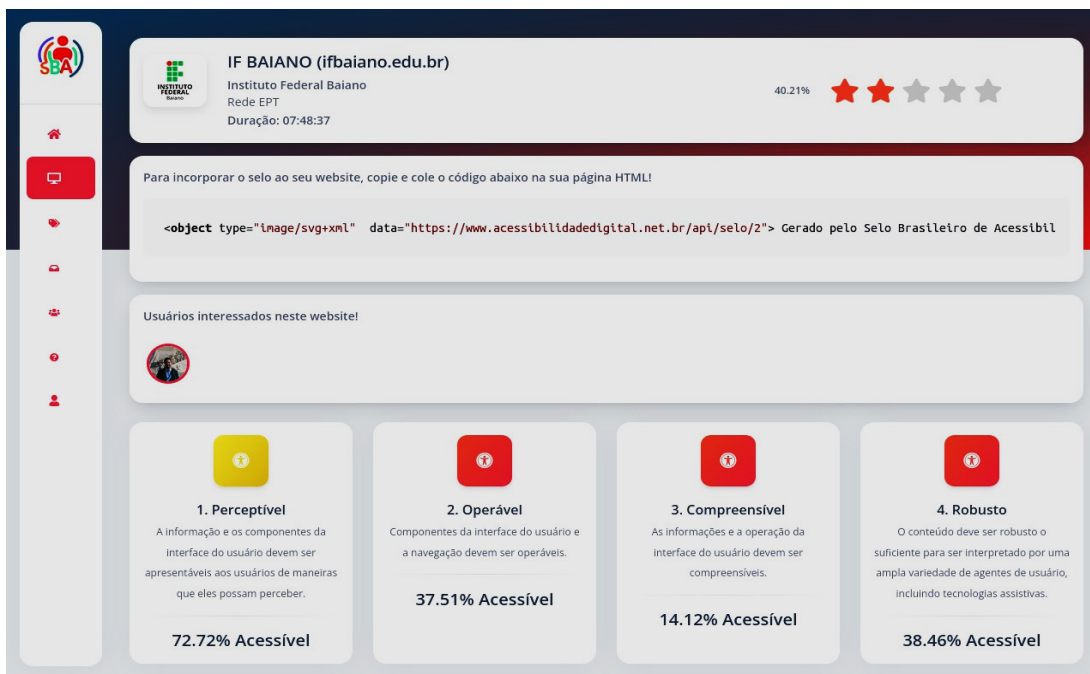 SBA
INSTITUTO
FEDERAL
Baiano
IF BAIANO (ifbaiano.edu.br)
Instituto Federal Baiano
Rede EPT
Duração: 07:48:37
40.21%
Para incorporar o selo ao seu website, copie e cole o código abaixo na sua página HTML!
<object type="image/svg+xml" data="https://www.acessibilidadedigital.net.br/api/selo/2"> Gerado pelo Selo Brasileiro de Acessibil
Usuários interessados neste website!
1. Perceptível
A informação e os componentes da
interface do usuário devem ser
apresentáveis aos usuários de maneiras
que eles possam perceber.
72.72% Acessível
2. Operável
Componentes da interface do usuário e
a navegação devem ser operáveis.
37.51% Acessível
3. Compreensível
As informações e a operação da
interface do usuário devem ser
compreensíveis.
14.12% Acessível
4. Robusto
O conteúdo deve ser robusto o
suficiente para ser interpretado por uma
ampla variedade de agentes de usuário,
incluindo tecnologias assistivas.
38.46% Acessível